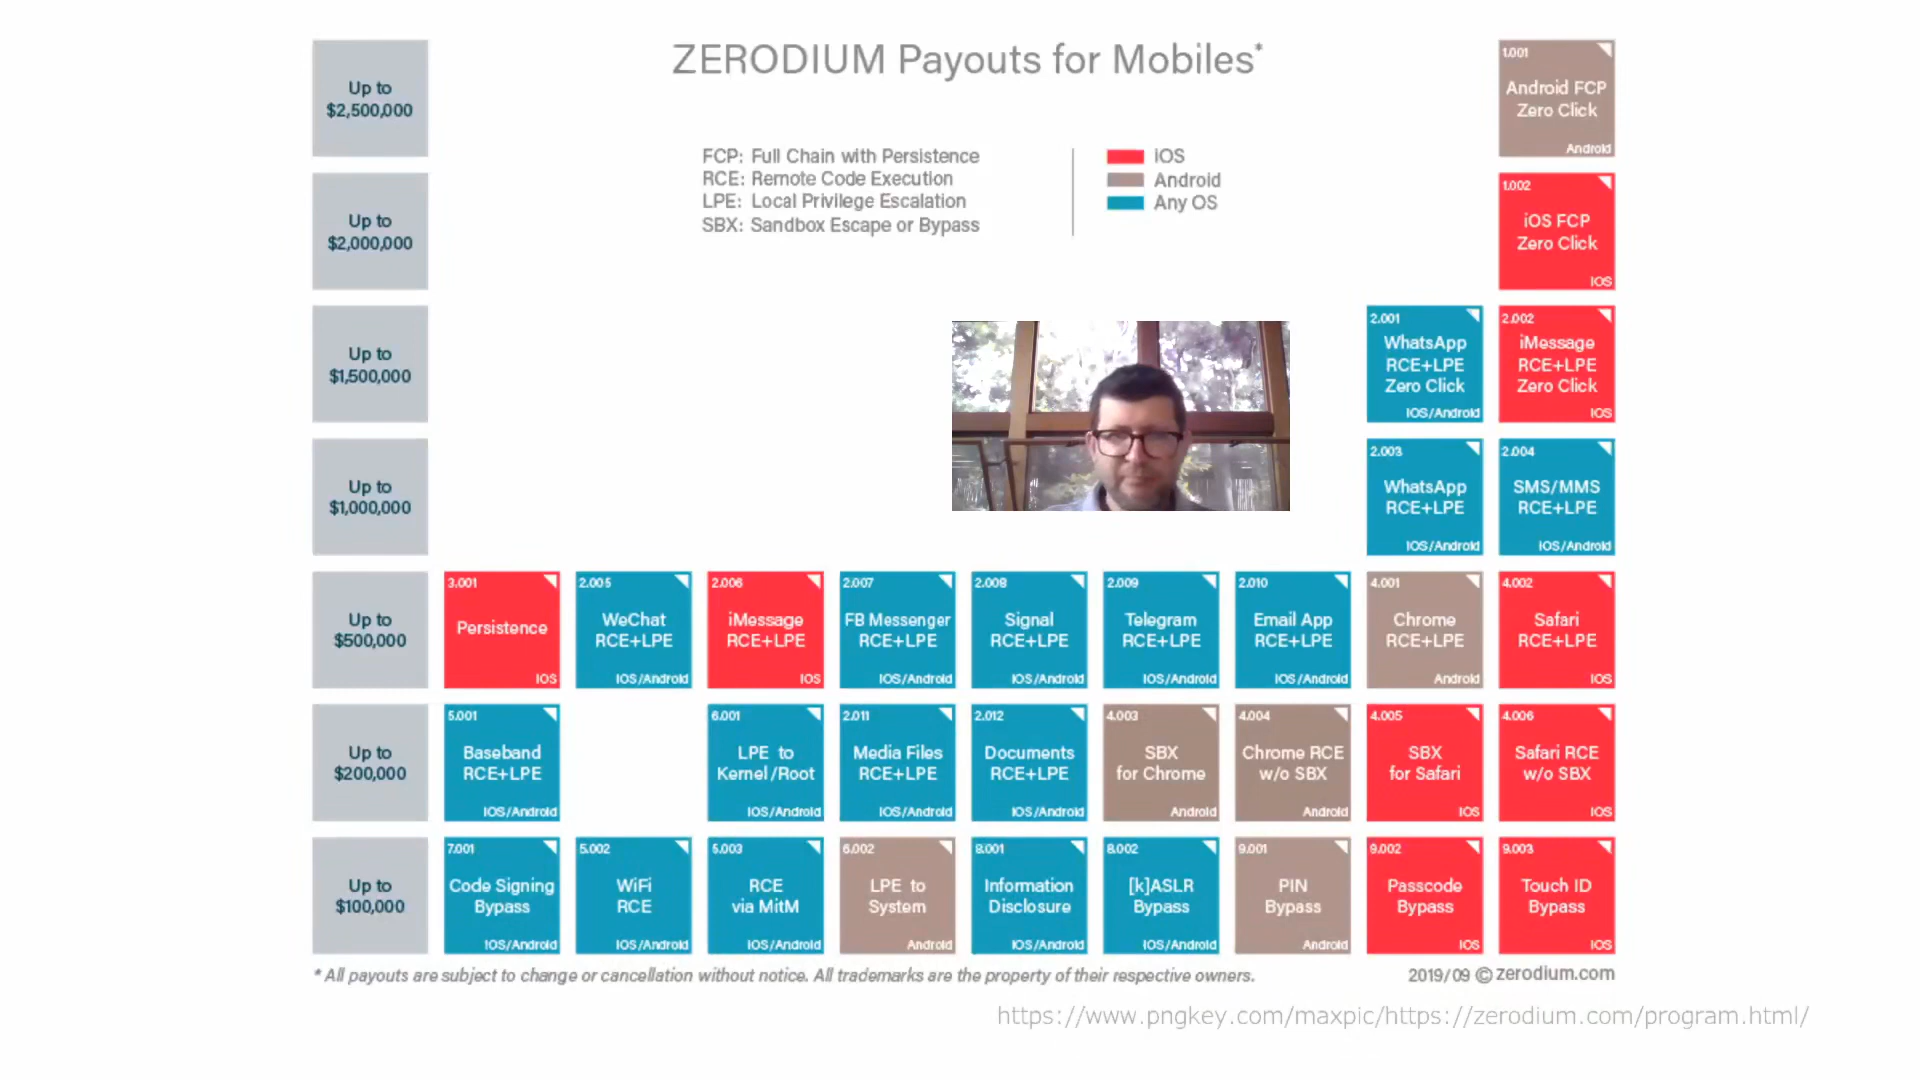 ZERODIUM Payouts for Mobiles*
FCP: Full Chain with Persistence
RCE: Remote Code Execution
LPE: Local Privilege Escalation
SBX: Sandbox Escape or Bypass
iOS
Android
Any OS
Up to
$2,500,000
1.001
Android FCP
Zero Click
Android
Up to
$2,000,000
1.002
iOS FCP
Zero Click
iOS
Up to
$1,500,000
2.001
WhatsApp
RCE+LPE
Zero Click
iOS/Android
2.002
iMessage
RCE+LPE
Zero Click
iOS
Up to
$1,000,000
2.003
WhatsApp
RCE+LPE
iOS/Android
2.004
SMS/MMS
RCE+LPE
iOS/Android
Up to
$500,000
3.001
Persistence
iOS
2.005
WeChat
RCE+LPE
iOS/Android
2.006
iMessage
RCE+LPE
iOS
2.007
FB Messenger
RCE+LPE
iOS/Android
2.008
Signal
RCE+LPE
iOS/Android
2.009
Telegram
RCE+LPE
iOS/Android
2.010
Email App
RCE+LPE
iOS/Android
4.001
Chrome
RCE+LPE
Android
4.002
Safari
RCE+LPE
iOS
Up to
$200,000
5.001
Baseband
RCE+LPE
iOS/Android
6.001
LPE to
Kernel/Root
iOS/Android
2.011
Media Files
RCE+LPE
iOS/Android
2.012
Documents
RCE+LPE
iOS/Android
4.003
SBX
for Chrome
Android
4.004
Chrome RCE
w/o SBX
Android
4.005
SBX
for Safari
iOS
4.006
Safari RCE
w/o SBX
iOS
Up to
$100,000
7.001
Code Signing
Bypass
iOS/Android
5.002
WiFi
RCE
iOS/Android
5.003
RCE
via MitM
iOS/Android
6.002
LPE to
System
Android
8.001
Information
Disclosure
iOS/Android
8.002
[k]ASLR
Bypass
iOS/Android
9.001
PIN
Bypass
Android
9.002
Passcode
Bypass
iOS
9.003
Touch ID
Bypass
iOS
* All payouts are subject to change or cancellation without notice. All trademarks are the property of their respective owners.
2019/09 © zerodium.com
https://www.pngkey.com/maxpic/https://zerodium.com/program.html/